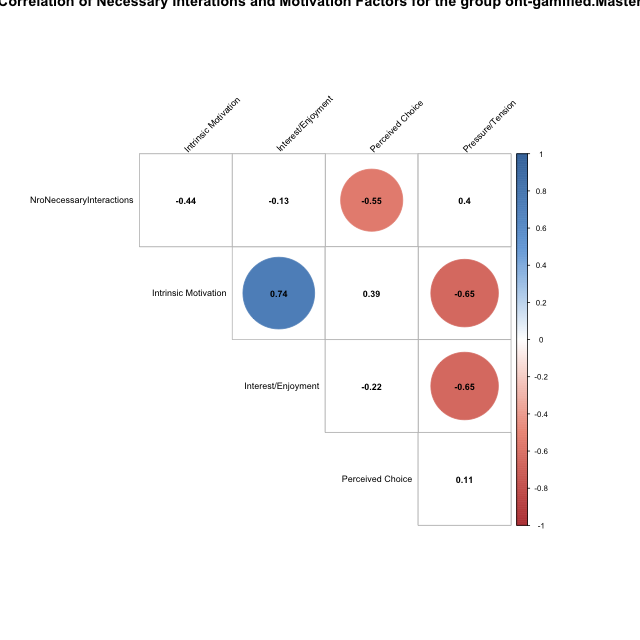 Correlation of Necessary Interations and Motivation Factors for the group ont-gamified.Master
Intrinsic Motivation
Interest/Enjoyment
Perceived Choice
Pressure/Tension
NroNecessaryInteractions -0.44 -0.13 -0.55 0.4
Intrinsic Motivation 0.74 0.39 -0.65
Interest/Enjoyment -0.22 -0.65
Perceived Choice 0.11
1
0.8
0.6
0.4
0.2
0
-0.2
-0.4
-0.6
-0.8
-1